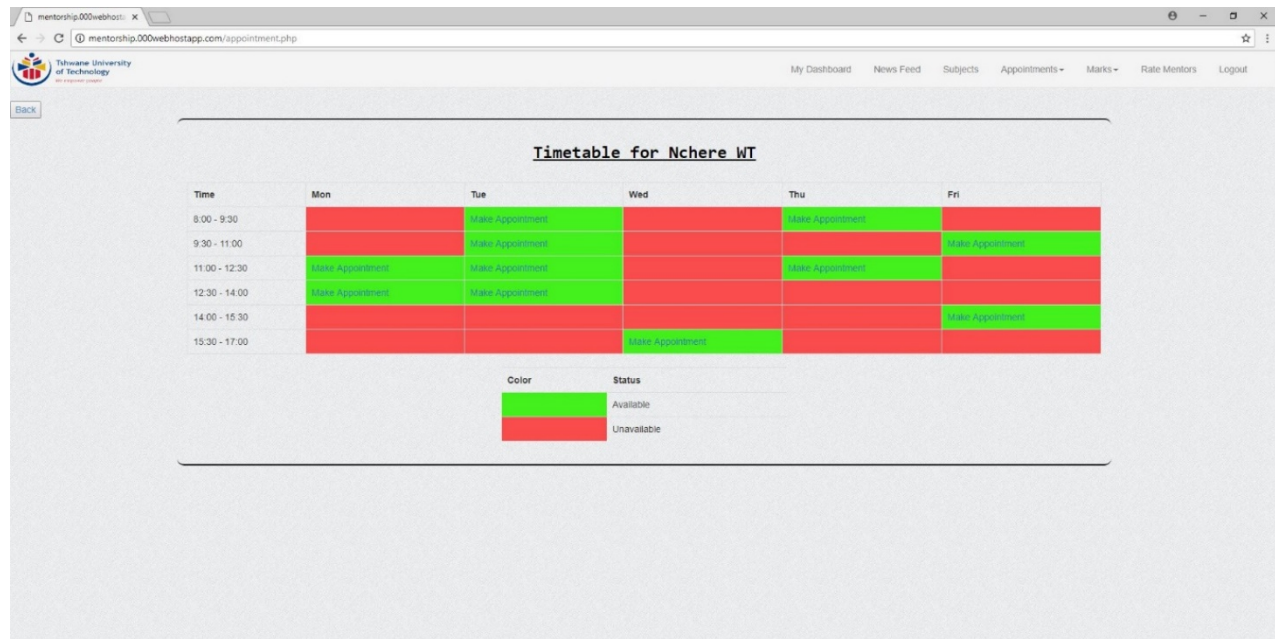 mentorship.000webhost
mentorship.000webhostapp.com/appointment.php
Tshwane University
of Technology
We empower people
My Dashboard News Feed Subjects Appointments Marks Rate Mentors Logout
Back
Timetable for Nchere WT
Time Mon Tue Wed Thu Fri
8:00 - 9:30 Make Appointment Make Appointment
9:30 - 11:00 Make Appointment Make Appointment
11:00 - 12:30 Make Appointment Make Appointment Make Appointment
12:30 - 14:00 Make Appointment Make Appointment
14:00 - 15:30 Make Appointment
15:30 - 17:00 Make Appointment
Color Status
Available
Unavailable